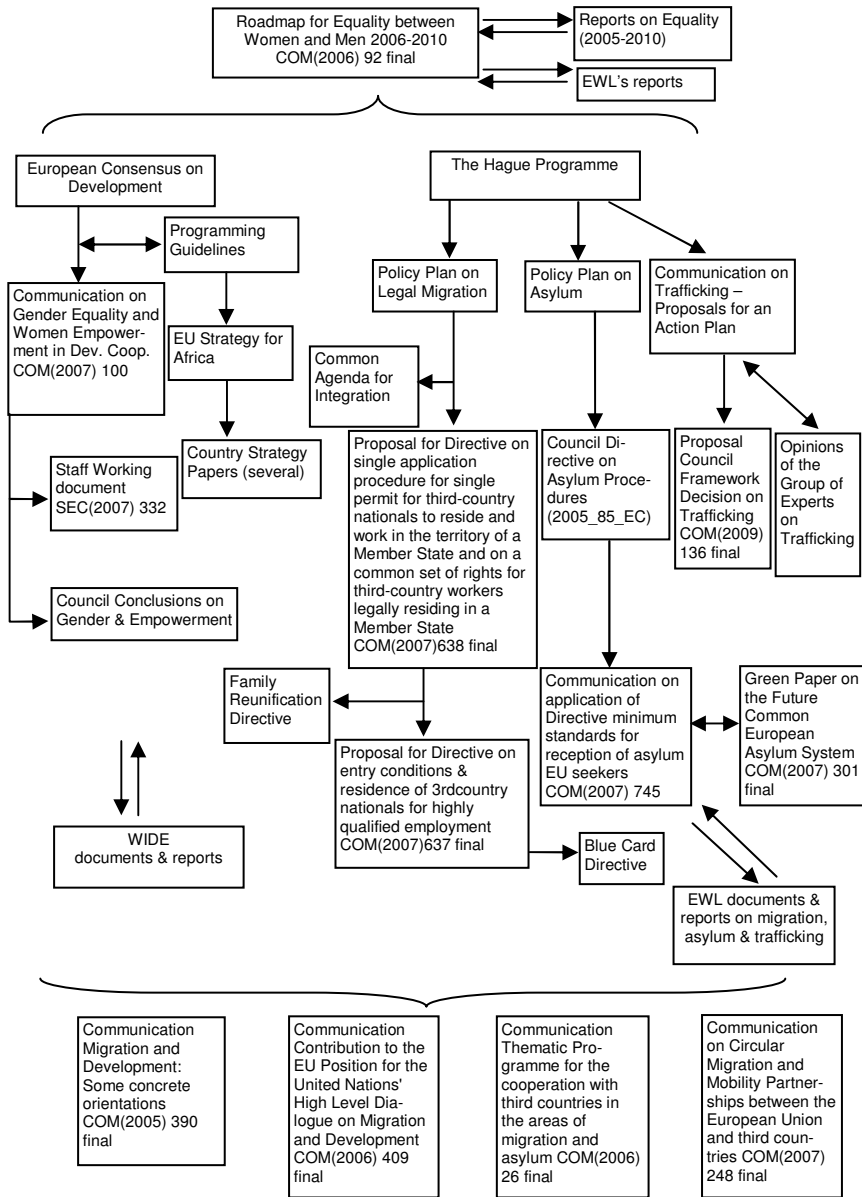 Roadmap for Equality between
Women and Men 2006-2010
COM(2006) 92 final
Reports on Equality
(2005-2010)
EWL's reports
European Consensus on
Development
The Hague Programme
Programming
Guidelines
Policy Plan on
Legal Migration
Policy Plan on
Asylum
Communication on
Trafficking –
Proposals for an
Action Plan
Communication on
Gender Equality and
Women Empower-
ment in Dev. Coop.
COM(2007) 100
EU Strategy for
Africa
Common
Agenda for
Integration
Country Strategy
Papers (several)
Staff Working
document
SEC(2007) 332
Council Conclusions on
Gender & Empowerment
Proposal for Directive on
single application
procedure for single
permit for third-country
nationals to reside and
work in the territory of a
Member State and on a
common set of rights for
third-country workers
legally residing in a
Member State
COM(2007)638 final
Council Di-
rective on
Asylum Proce-
dures
(2005_85_EC)
Proposal
Council
Framework
Decision on
Trafficking
COM(2009)
136 final
Opinions
of the
Group of
Experts
on
Trafficking
Family
Reunification
Directive
Communication on
application of
Directive minimum
standards for
reception of asylum
EU seekers
COM(2007) 745
Green Paper on
the Future
Common
European
Asylum System
COM(2007) 301
final
Proposal for Directive on
entry conditions &
residence of 3rdcountry
nationals for highly
qualified employment
COM(2007)637 final
WIDE
documents & reports
Blue Card
Directive
EWL documents &
reports on migration,
asylum & trafficking
Communication
Migration and
Development:
Some concrete
orientations
COM(2005) 390
final
Communication
Contribution to the
EU Position for the
United Nations'
High Level Dia-
logue on Migration
and Development
COM(2006) 409
final
Communication
Thematic Pro-
gramme for the
cooperation with
third countries in
the areas of
migration and
asylum COM(2006)
26 final
Communication
on Circular
Migration and
Mobility Partner-
ships between the
European Union
and third coun-
tries COM(2007)
248 final